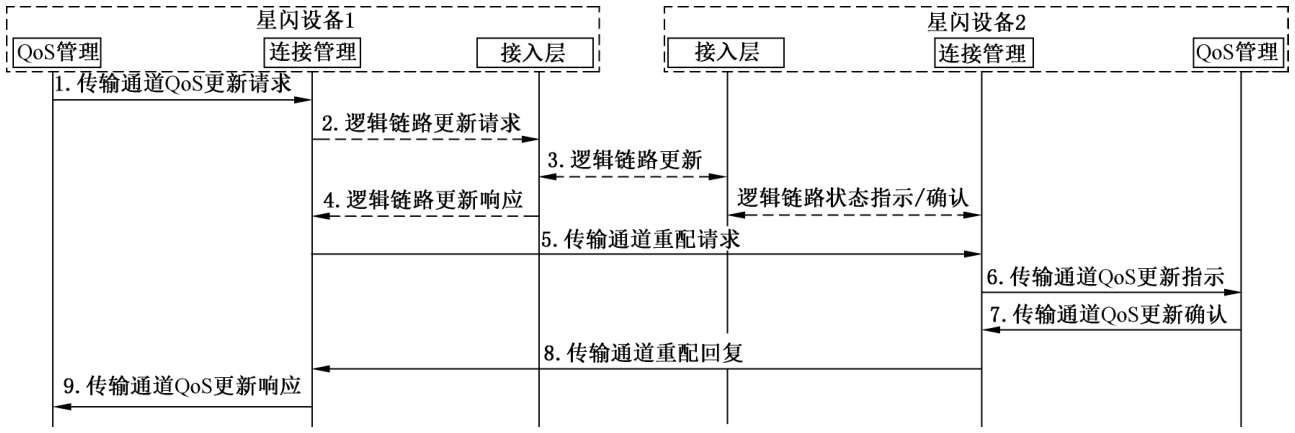 星闪设备1
星闪设备2
QoS管理
连接管理
接入层
接入层
连接管理
QoS管理
1.传输通道QoS更新请求
2.逻辑链路更新请求
3.逻辑链路更新
4.逻辑链路更新响应
逻辑链路状态指示/确认
5.传输通道重配请求
6.传输通道QoS更新指示
7.传输通道QoS更新确认
8.传输通道重配回复
9.传输通道QoS更新响应